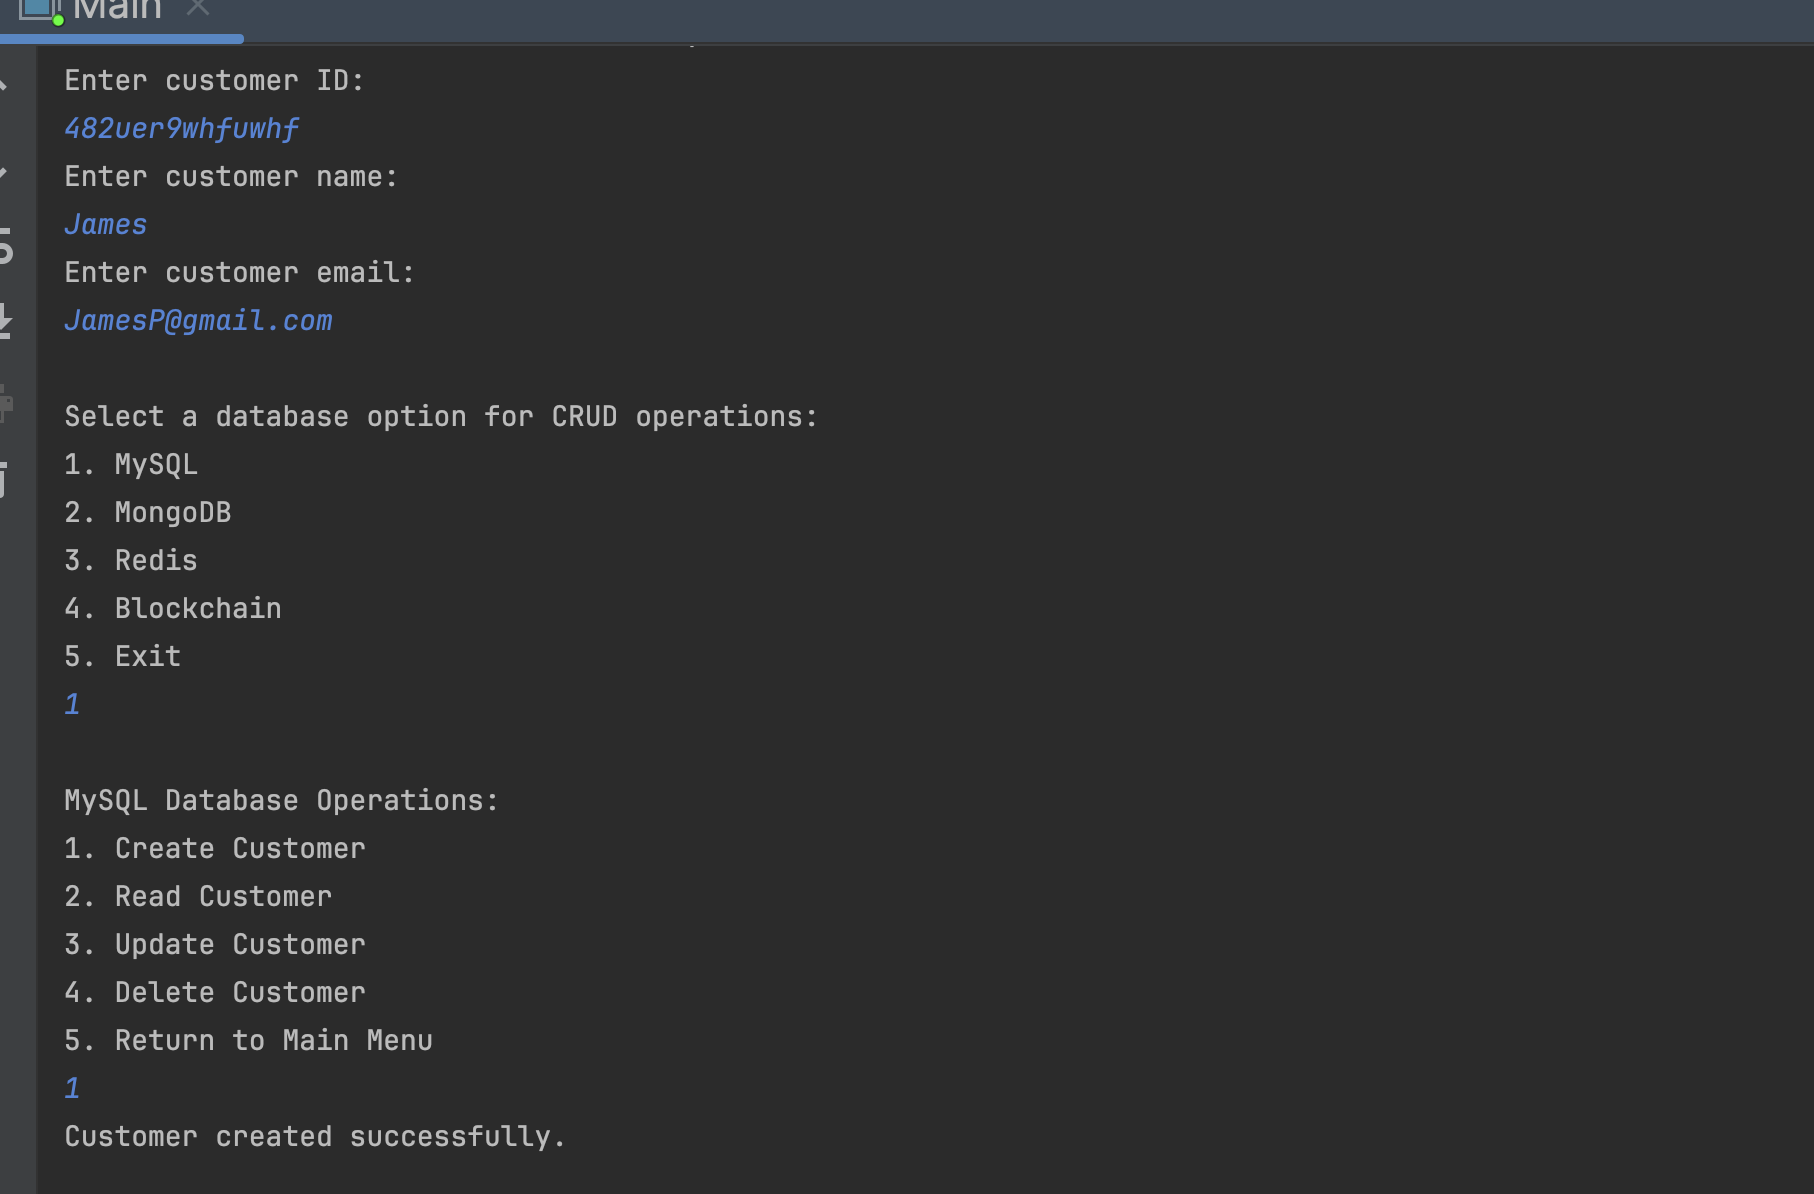 Main
Enter customer ID:
482uer9whfuwhf
Enter customer name:
James
Enter customer email:
JamesP@gmail.com
Select a database option for CRUD operations:
1. MySQL
2. MongoDB
3. Redis
4. Blockchain
5. Exit
1
MySQL Database Operations:
1. Create Customer
2. Read Customer
3. Update Customer
4. Delete Customer
5. Return to Main Menu
1
Customer created successfully.